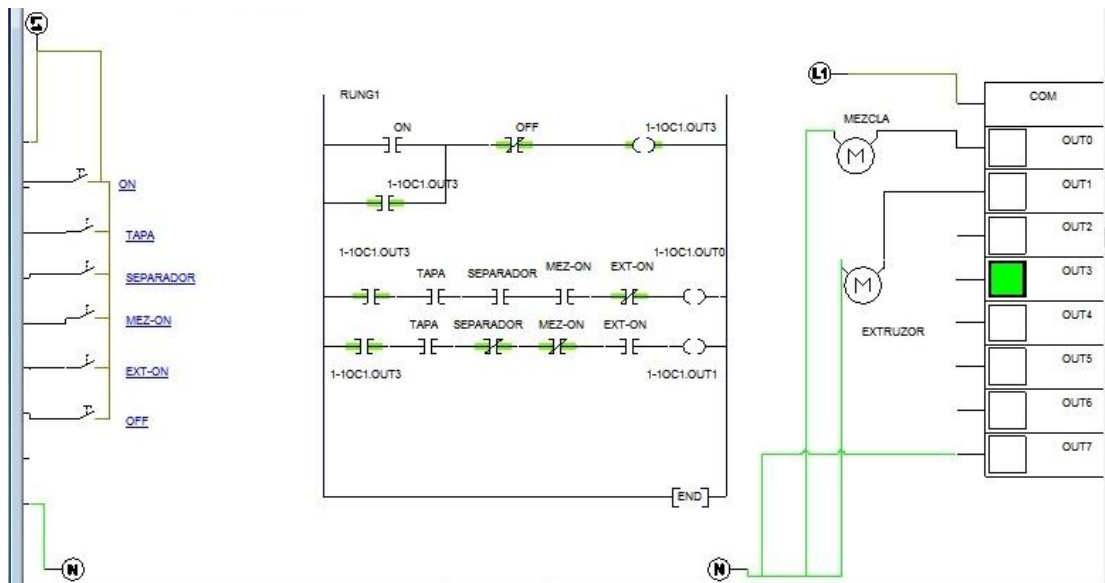 RUNG1
ON
OFF
1-1OC1.OUT3
1-1OC1.OUT3
1-1OC1.OUT3
TAPA
SEPARADOR
MEZ-ON
EXT-ON
1-1OC1.OUT0
TAPA
SEPARADOR
MEZ-ON
EXT-ON
1-1OC1.OUT3
1-1OC1.OUT1
END
ON
TAPA
SEPARADOR
MEZ-ON
EXT-ON
OFF
N
L1
MEZCLA
M
M
EXTRUZOR
N
COM
OUT0
OUT1
OUT2
OUT3
OUT4
OUT5
OUT6
OUT7